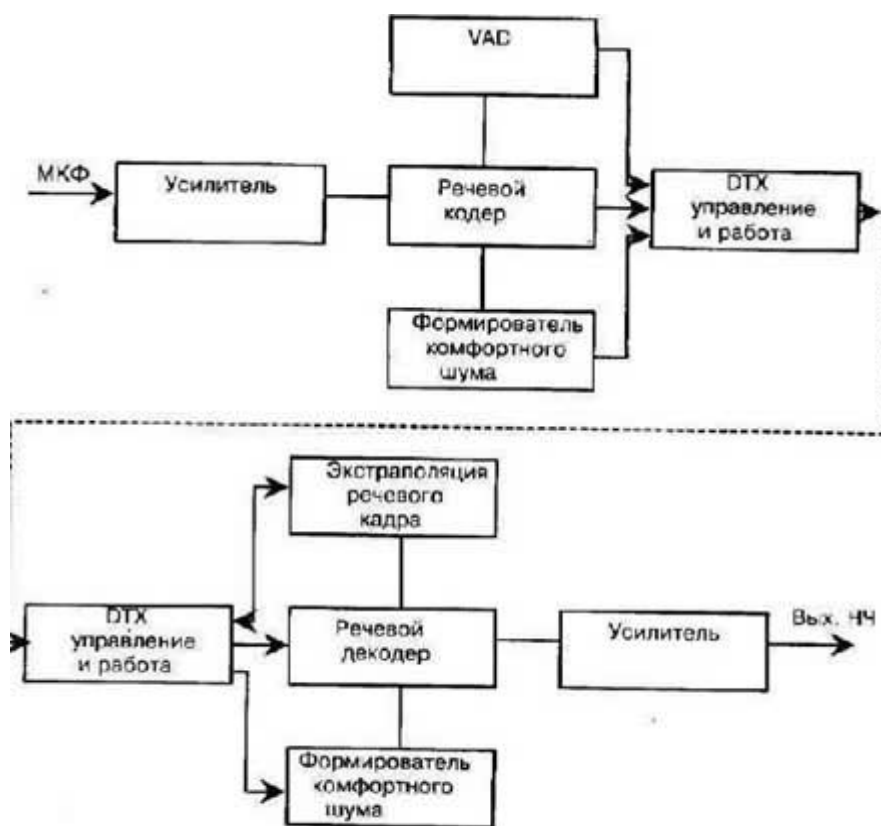 VAD
МКФ
Усилитель
Речевой
кодер
DTX
управление
и работа
Формирователь
комфортного
шума
Экстраполяция
речевого
кадра
DTX
управление
и работа
Речевой
декодер
Усилитель
Вых. НЧ
Формирователь
комфортного
шума